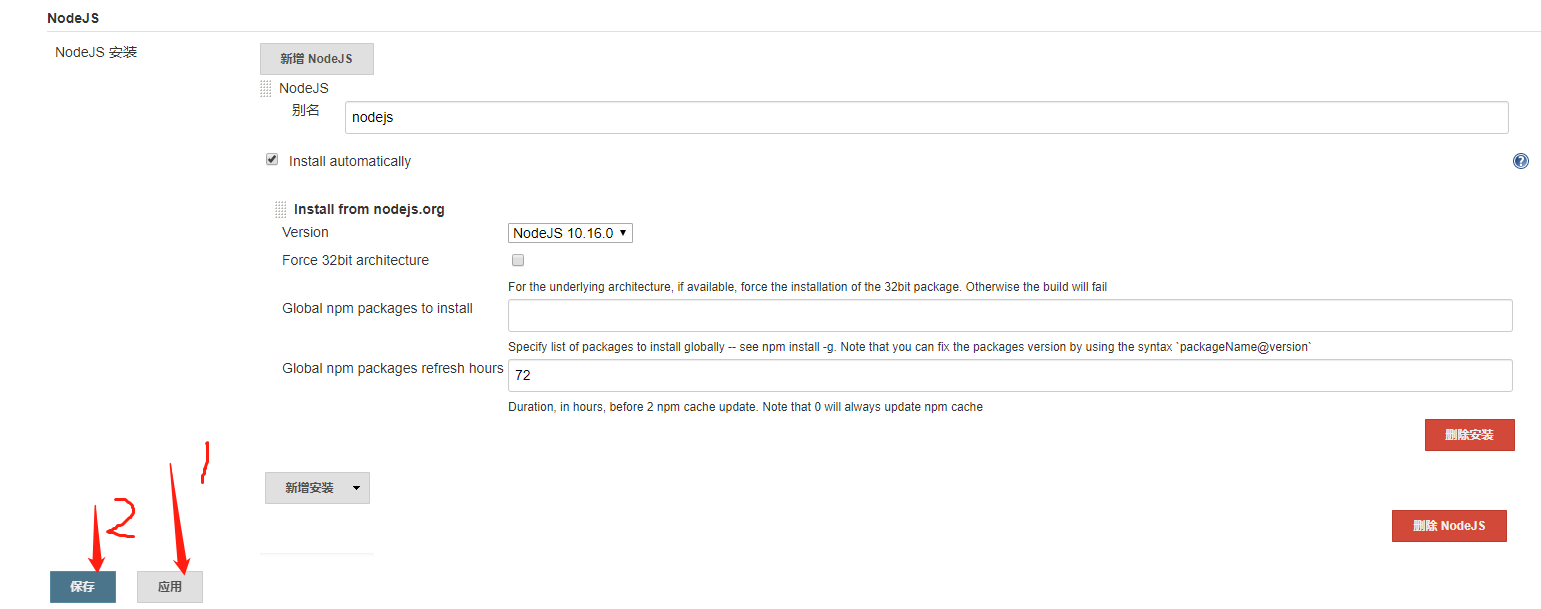 NodeJS
NodeJS 安装
新增 NodeJS
NodeJS
别名
nodejs
Install automatically
Install from nodejs.org
Version
NodeJS 10.16.0
Force 32bit architecture
For the underlying architecture, if available, force the installation of the 32bit package. Otherwise the build will fail
Global npm packages to install
Specify list of packages to install globally -- see npm install -g. Note that you can fix the packages version by using the syntax `packageName@version`
Global npm packages refresh hours
72
Duration, in hours, before 2 npm cache update. Note that 0 will always update npm cache
删除安装
新增安装
删除 NodeJS
2
1
保存
应用